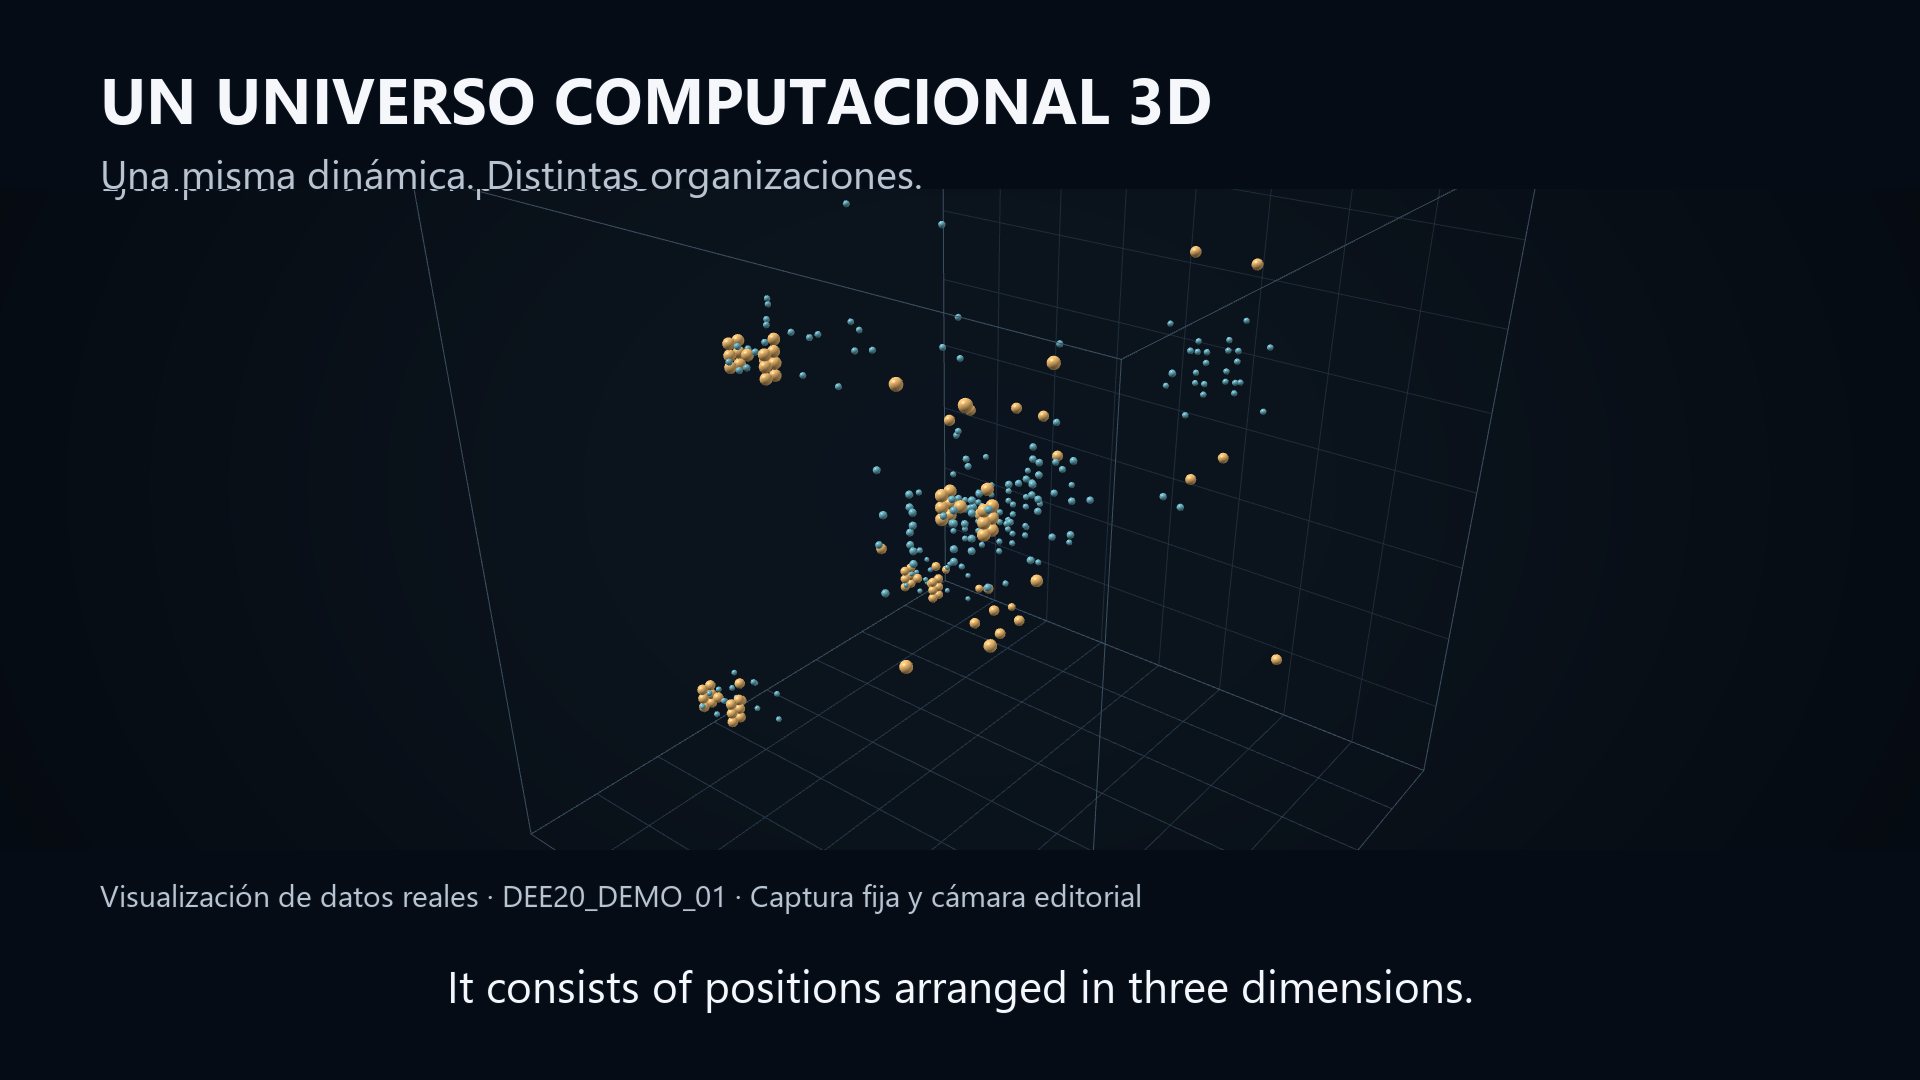 UN UNIVERSO COMPUTACIONAL 3D
Una misma dinámica. Distintas organizaciones.
Visualización de datos reales · DEE20_DEMO_01 · Captura fija y cámara editorial
It consists of positions arranged in three dimensions.